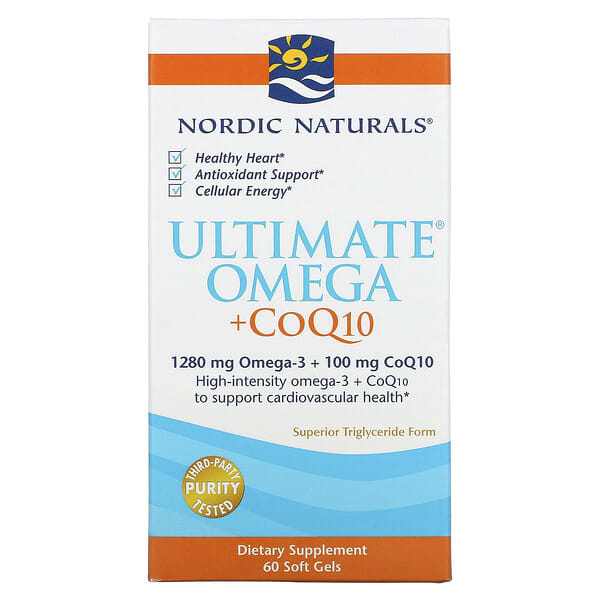 NORDIC NATURALS®
Healthy Heart*
Antioxidant Support*
Cellular Energy*
ULTIMATE®
OMEGA
+CoQ10
1280 mg Omega-3 + 100 mg CoQ10
High-intensity omega-3 + CoQ10
to support cardiovascular health*
Superior Triglyceride Form
THIRD-PARTY
PURITY
TESTED
Dietary Supplement
60 Soft Gels